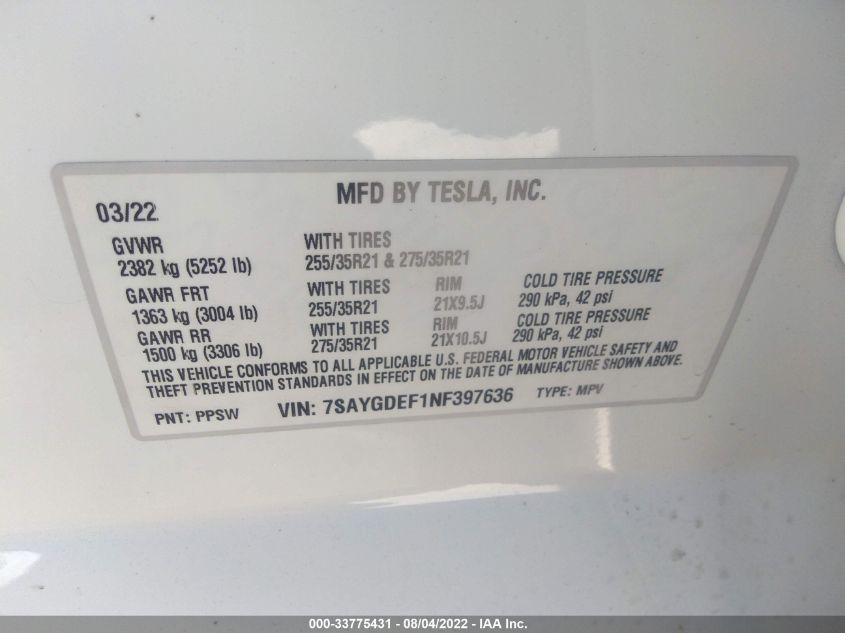 MFD BY TESLA, INC.
03/22
GVWR
2382 kg (5252 lb)
WITH TIRES
255/35R21 & 275/35R21
GAWR FRT
1363 kg (3004 lb)
WITH TIRES
255/35R21
RIM
21X9.5J
COLD TIRE PRESSURE
290 kPa, 42 psi
GAWR RR
1500 kg (3306 lb)
WITH TIRES
275/35R21
RIM
21X10.5J
COLD TIRE PRESSURE
290 kPa, 42 psi
THIS VEHICLE CONFORMS TO ALL APPLICABLE U.S. FEDERAL MOTOR VEHICLE SAFETY AND
THEFT PREVENTION STANDARDS IN EFFECT ON THE DATE OF MANUFACTURE SHOWN ABOVE.
PNT: PPSW
VIN: 7SAYGDEF1NF397636
TYPE: MPV
000-33775431 - 08/04/2022 - IAA Inc.